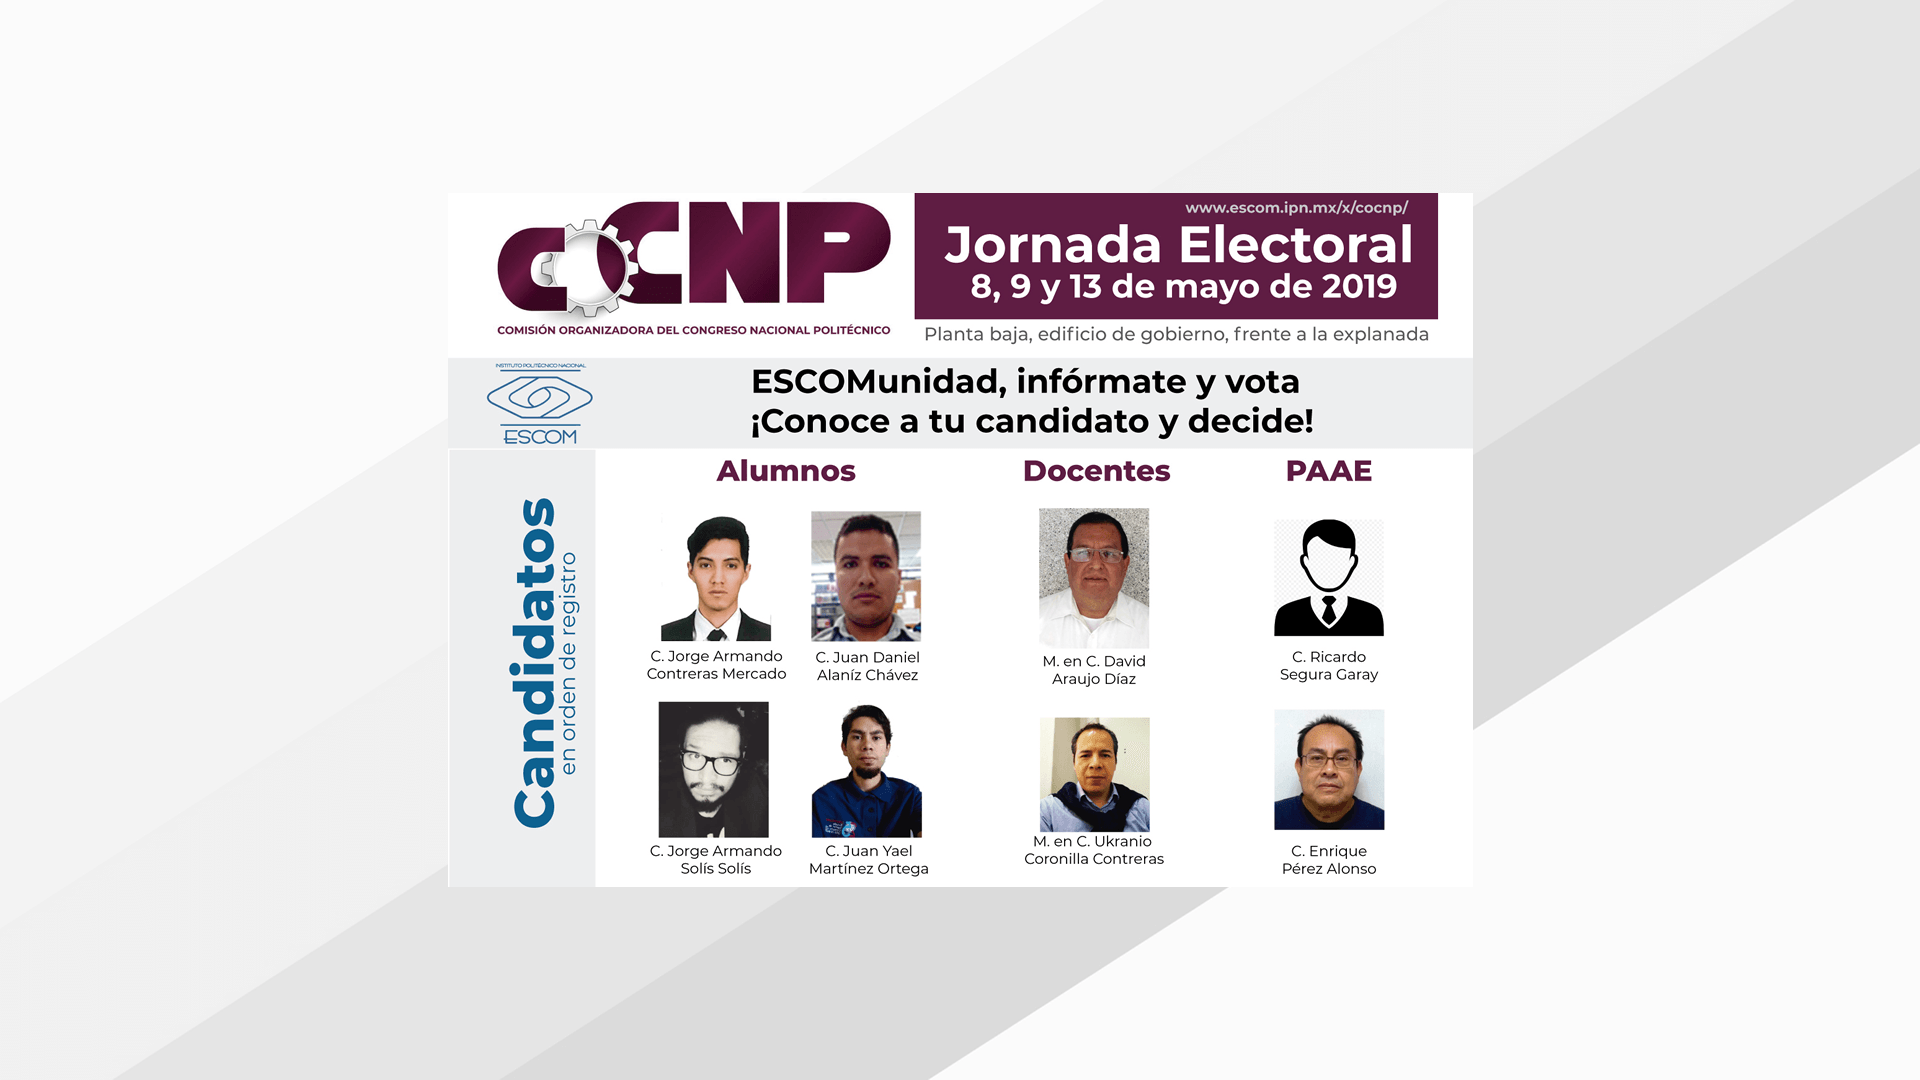 COCNP
COMISIÓN ORGANIZADORA DEL CONGRESO NACIONAL POLITÉCNICO
www.escom.ipn.mx/x/cocnp/
Jornada Electoral
8, 9 y 13 de mayo de 2019
Planta baja, edificio de gobierno, frente a la explanada
INSTITUTO POLITÉCNICO NACIONAL
ESCOM
ESCOMunidad, infórmate y vota
¡Conoce a tu candidato y decide!
Candidatos
en orden de registro
Alumnos
C. Jorge Armando
Contreras Mercado
C. Juan Daniel
Alaníz Chávez
C. Jorge Armando
Solís Solís
C. Juan Yael
Martínez Ortega
Docentes
M. en C. David
Araujo Díaz
M. en C. Ukranio
Coronilla Contreras
PAAE
C. Ricardo
Segura Garay
C. Enrique
Pérez Alonso